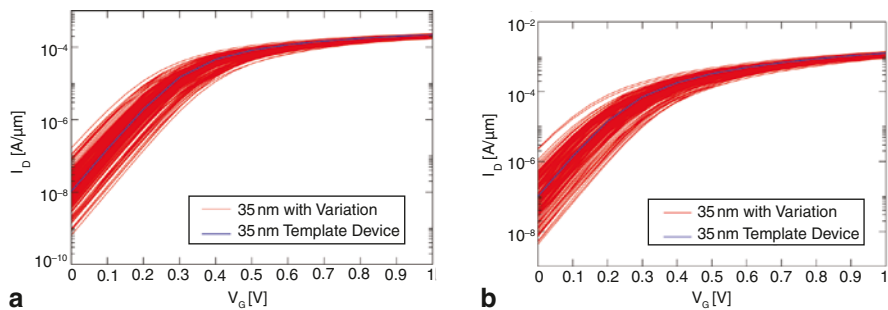 10⁻⁴
10⁻⁶
10⁻⁸
10⁻¹⁰
I_D [A/μm]
35 nm with Variation
35 nm Template Device
0 0.1 0.2 0.3 0.4 0.5 0.6 0.7 0.8 0.9 1
V_G [V]
a
10⁻²
10⁻⁴
10⁻⁶
10⁻⁸
I_D [A/μm]
35 nm with Variation
35 nm Template Device
0 0.1 0.2 0.3 0.4 0.5 0.6 0.7 0.8 0.9 1
V_G [V]
b